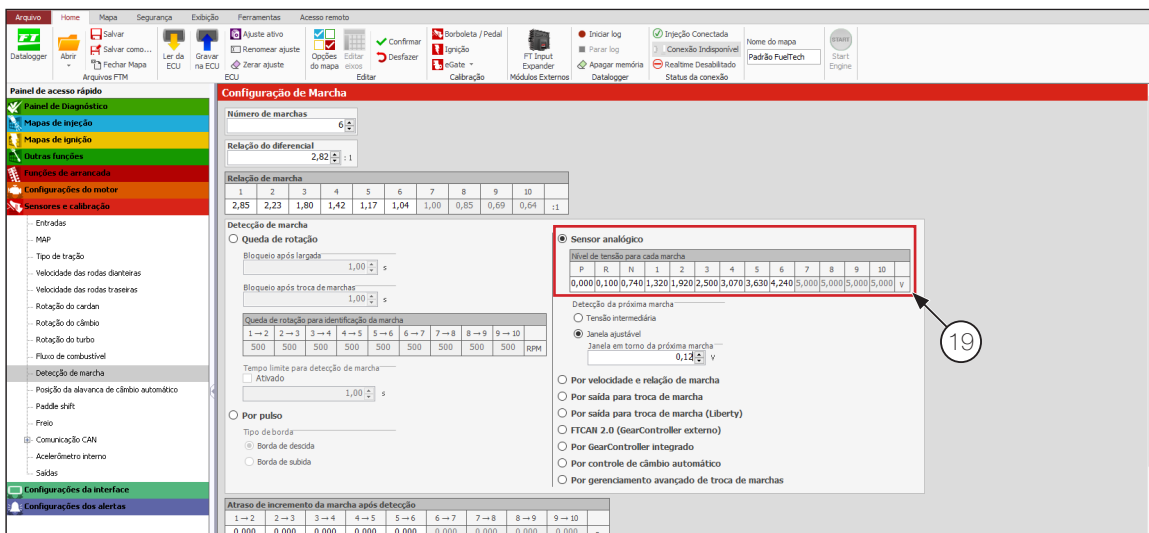 Arquivo Home Mapa Segurança Exibição Ferramentas Acesso remoto
Datalogger
Abrir
Salvar
Salvar como...
Fechar Mapa
Arquivos FTM
Ler da ECU
Gravar na ECU
Ajuste ativo
Renomear ajuste
Zerar ajuste
ECU
Opções do mapa
Editar eixos
Confirmar
Desfazer
Editar
Borboleta / Pedal
Ignição
eGate
Calibração
FT Input Expander
Módulos Externos
Iniciar log
Parar log
Apagar memória
Datalogger
Injeção Conectada
Conexão Indisponível
Realtime Desabilitado
Status da conexão
Nome do mapa
Padrão FuelTech
START
Start Engine
Painel de acesso rápido
Painel de Diagnóstico
Mapas de injeção
Mapas de ignição
Outras funções
Funções de arrancada
Configurações do motor
Sensores e calibração
Entradas
MAP
Tipo de tração
Velocidade das rodas dianteiras
Velocidade das rodas traseiras
Rotação do cardan
Rotação do câmbio
Rotação do turbo
Fluxo de combustível
Detecção de marcha
Posição da alavanca de câmbio automático
Paddle shift
Freio
Comunicação CAN
Acelerômetro interno
Saídas
Configurações da interface
Configurações dos alertas
Configuração de Marcha
Número de marchas
6
Relação do diferencial
2,82 :1
Relação de marcha
1 2 3 4 5 6 7 8 9 10
2,85 2,23 1,80 1,42 1,17 1,04 1,00 0,85 0,69 0,64 :1
Detecção de marcha
Queda de rotação
Bloqueio após largada
1,00 s
Bloqueio após troca de marchas
1,00 s
Queda de rotação para identificação da marcha
1→2 2→3 3→4 4→5 5→6 6→7 7→8 8→9 9→10
500 500 500 500 500 500 500 500 500 RPM
Tempo limite para detecção de marcha
Ativado
1,00 s
Por pulso
Tipo de borda
Borda de descida
Borda de subida
Sensor analógico
Nível de tensão para cada marcha
P R N 1 2 3 4 5 6 7 8 9 10
0,000 0,100 0,740 1,320 1,920 2,500 3,070 3,630 4,240 5,000 5,000 5,000 5,000 V
19
Detecção da próxima marcha
Tensão intermediária
Janela ajustável
Janela em torno da próxima marcha
0,12 V
Por velocidade e relação de marcha
Por saída para troca de marcha
Por saída para troca de marcha (Liberty)
FTCAN 2.0 (GearController externo)
Por GearController integrado
Por controle de câmbio automático
Por gerenciamento avançado de troca de marchas
Atraso de incremento da marcha após detecção
1→2 2→3 3→4 4→5 5→6 6→7 7→8 8→9 9→10
0,000 0,000 0,000 0,000 0,000 0,000 0,000 0,000 0,000